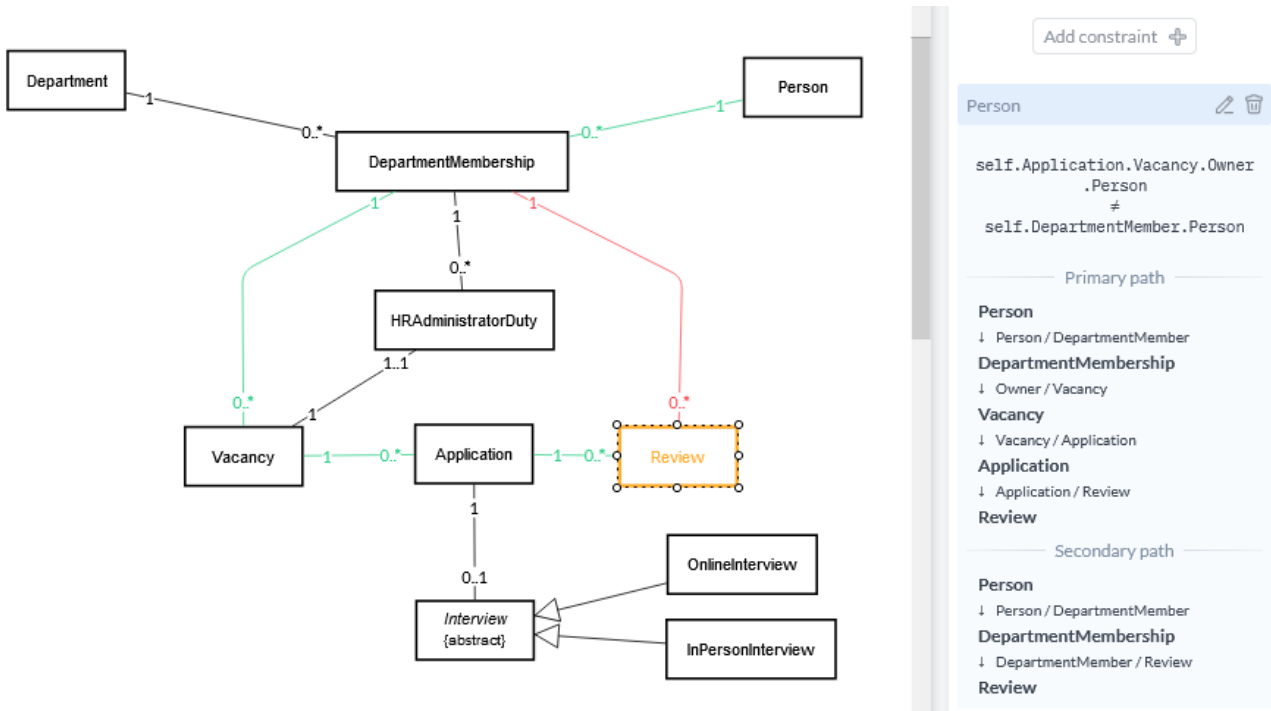 Department
1
0..*
DepartmentMembership
0..*
1
Person
1
1
1
0..*
HRAdministratorDuty
1..1
1
0..*
0..*
Vacancy
1
0..*
Application
1
0..*
Review
1
0..1
Interview
{abstract}
OnlineInterview
InPersonInterview
Add constraint
Person
self.Application.Vacancy.Owner
.Person
≠
self.DepartmentMember.Person
Primary path
Person
↓ Person / DepartmentMember
DepartmentMembership
↓ Owner / Vacancy
Vacancy
↓ Vacancy / Application
Application
↓ Application / Review
Review
Secondary path
Person
↓ Person / DepartmentMember
DepartmentMembership
↓ DepartmentMember / Review
Review